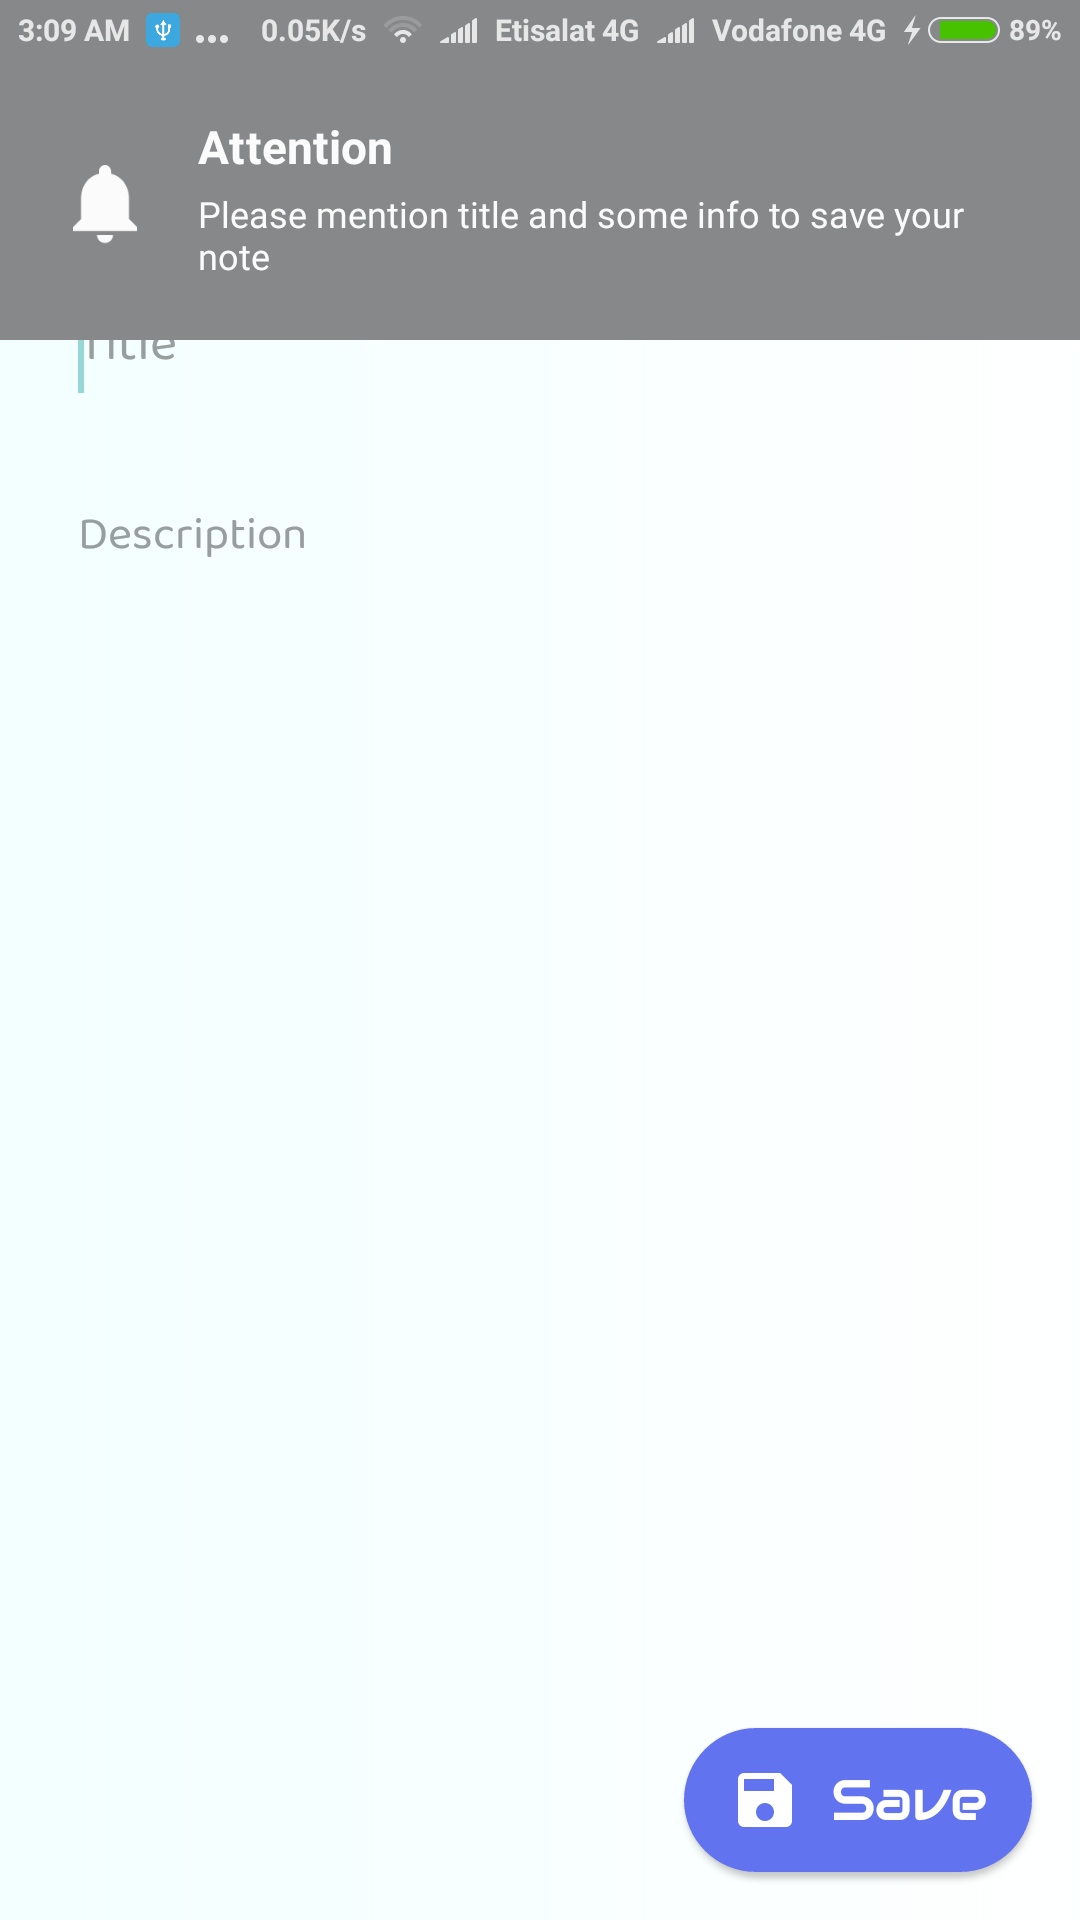 3:09 AM ... 0.05K/s Etisalat 4G Vodafone 4G 89%
Attention
Please mention title and some info to save your
note
Title
Description
Save